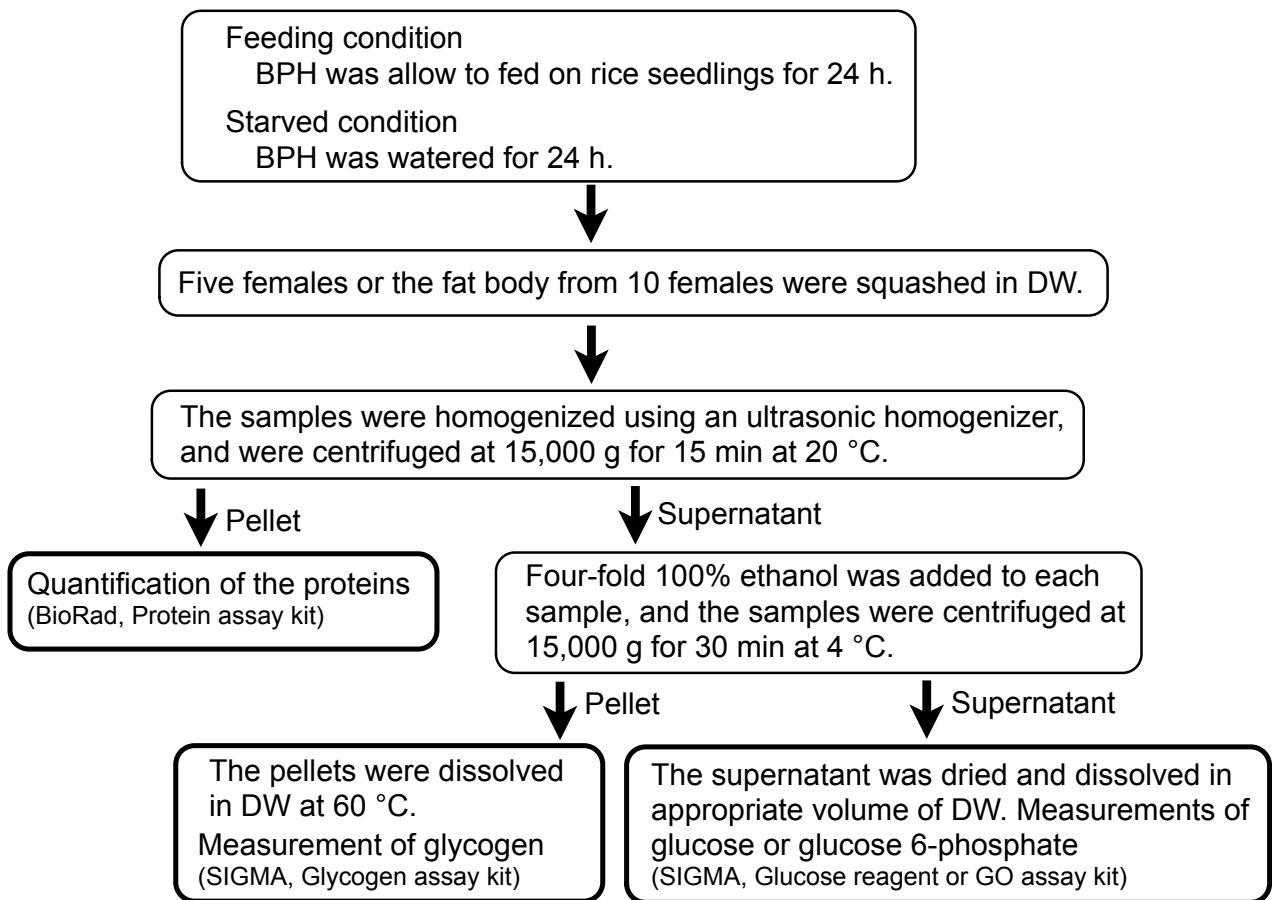 Feeding condition
BPH was allow to fed on rice seedlings for 24 h.
Starved condition
BPH was watered for 24 h.
Five females or the fat body from 10 females were squashed in DW.
The samples were homogenized using an ultrasonic homogenizer,
and were centrifuged at 15,000 g for 15 min at 20 °C.
Pellet
Supernatant
Quantification of the proteins
(BioRad, Protein assay kit)
Four-fold 100% ethanol was added to each
sample, and the samples were centrifuged at
15,000 g for 30 min at 4 °C.
Pellet
Supernatant
The pellets were dissolved
in DW at 60 °C.
Measurement of glycogen
(SIGMA, Glycogen assay kit)
The supernatant was dried and dissolved in
appropriate volume of DW. Measurements of
glucose or glucose 6-phosphate
(SIGMA, Glucose reagent or GO assay kit)